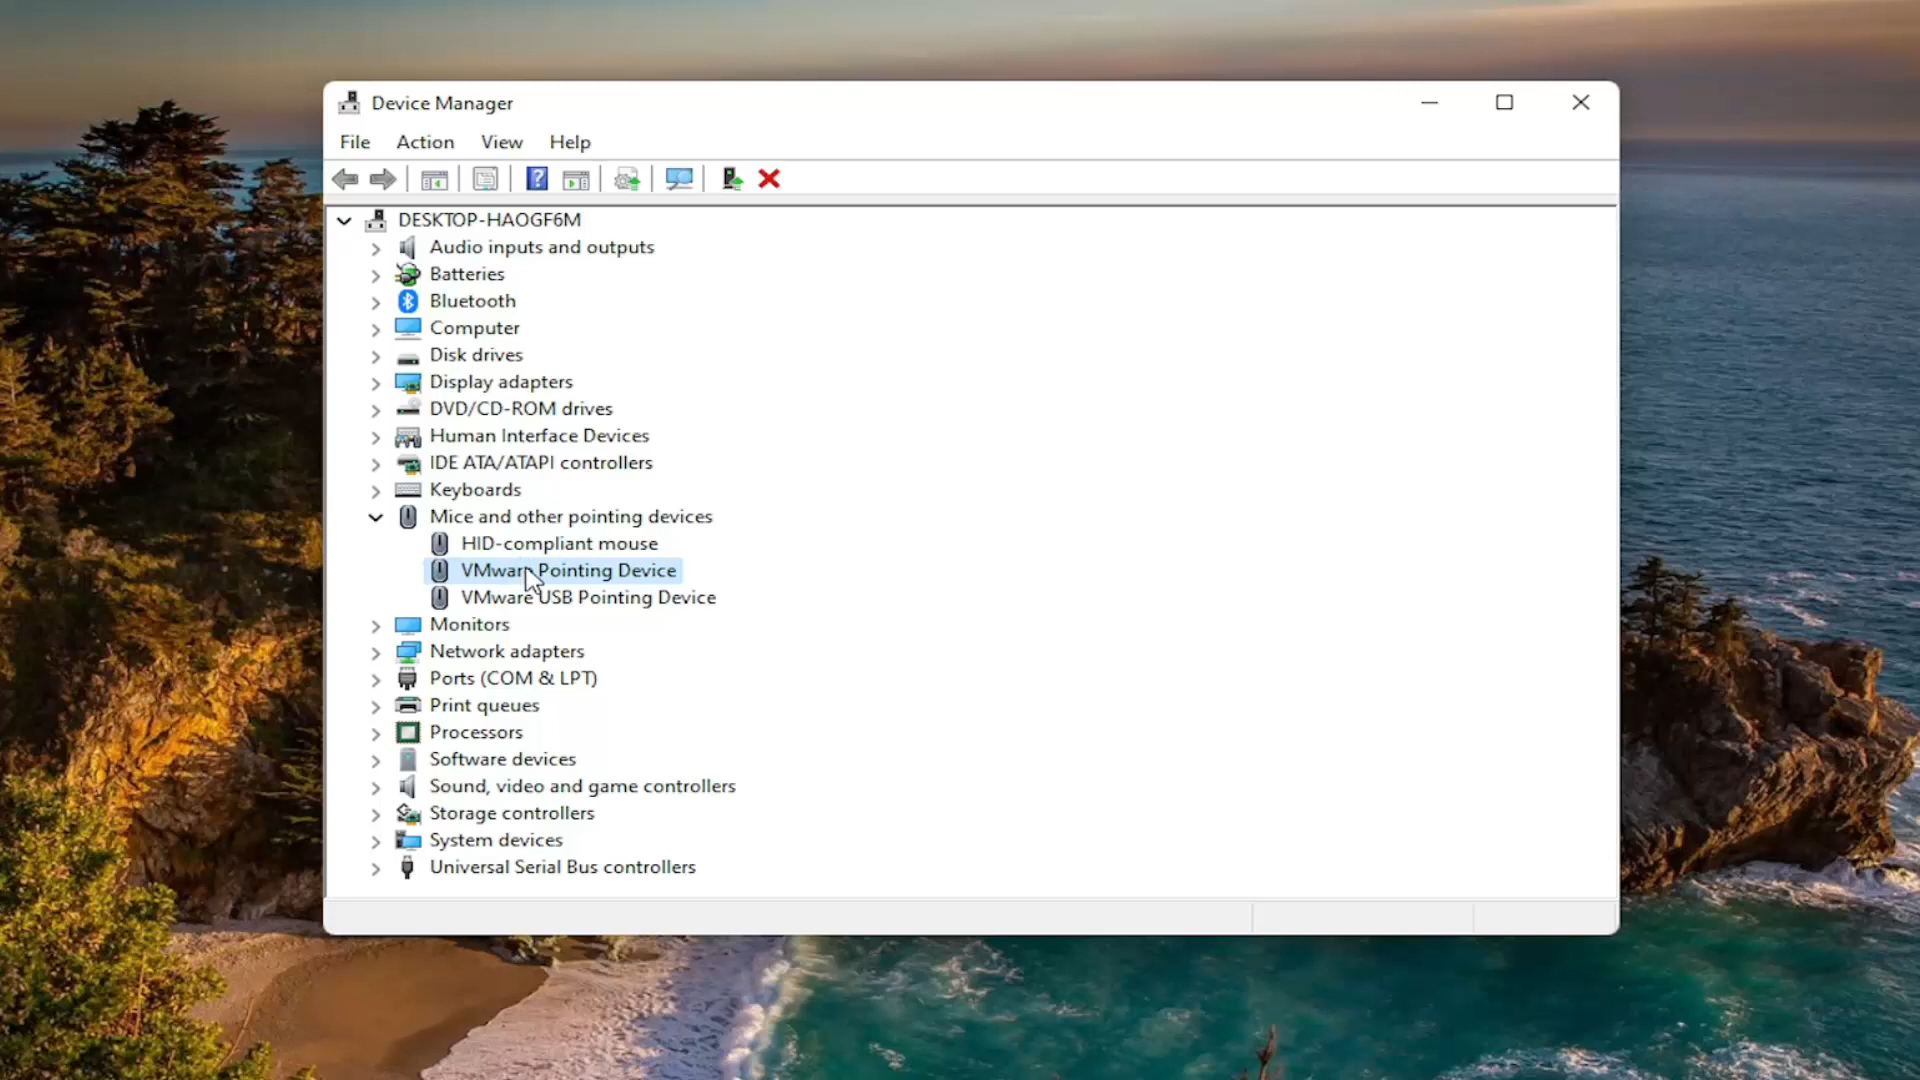 Device Manager
File Action View Help
DESKTOP-HAOGF6M
Audio inputs and outputs
Batteries
Bluetooth
Computer
Disk drives
Display adapters
DVD/CD-ROM drives
Human Interface Devices
IDE ATA/ATAPI controllers
Keyboards
Mice and other pointing devices
HID-compliant mouse
VMware Pointing Device
VMware USB Pointing Device
Monitors
Network adapters
Ports (COM & LPT)
Print queues
Processors
Software devices
Sound, video and game controllers
Storage controllers
System devices
Universal Serial Bus controllers